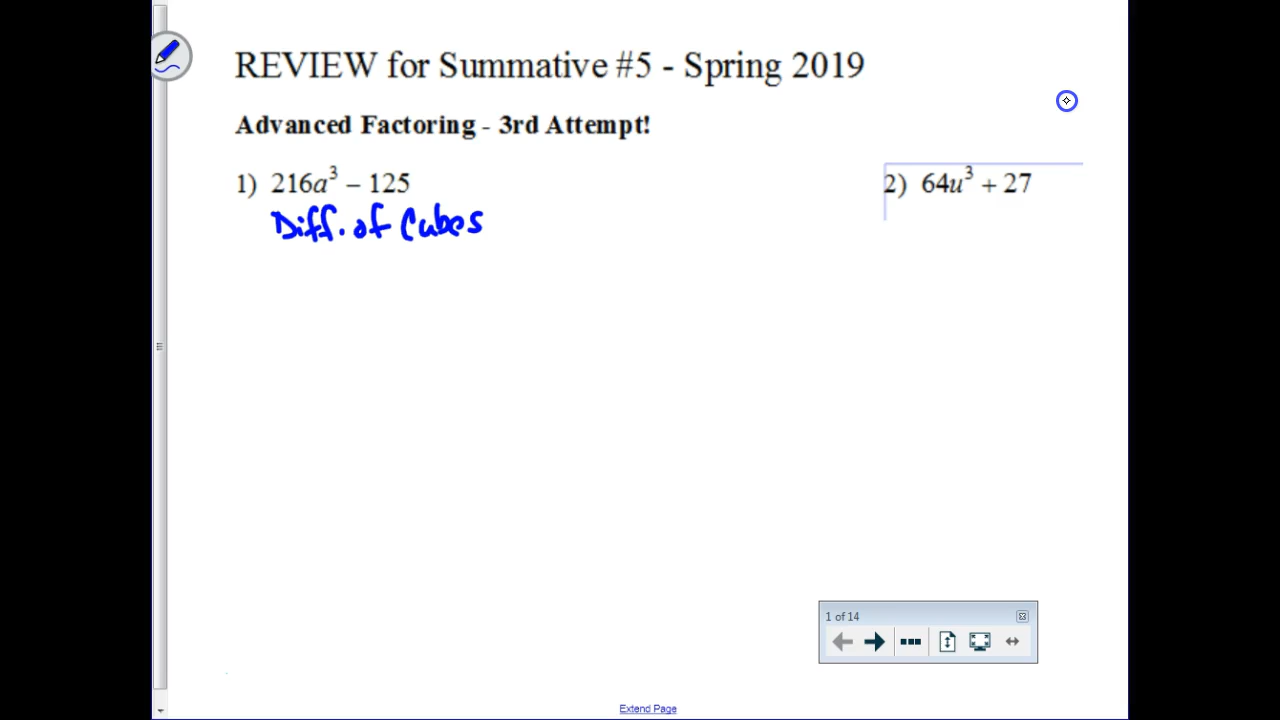 REVIEW for Summative #5 - Spring 2019
Advanced Factoring - 3rd Attempt!
1) 216a³ – 125
2) 64u³ + 27
Diff. of Cubes
1 of 14
Extend Page